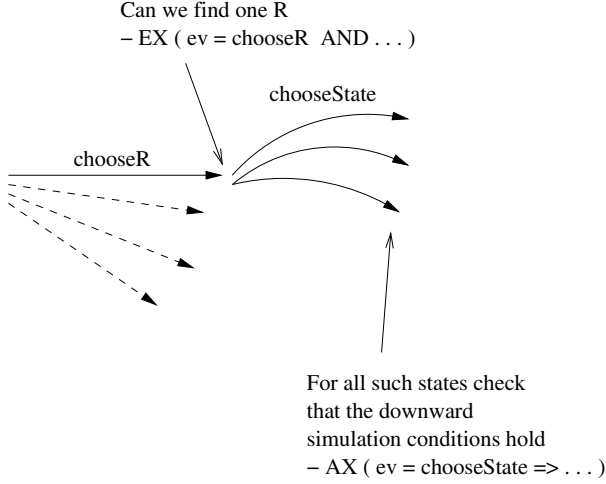 Can we find one R
− EX ( ev = chooseR AND . . . )
chooseState
chooseR
For all such states check
that the downward
simulation conditions hold
− AX ( ev = chooseState => . . . )